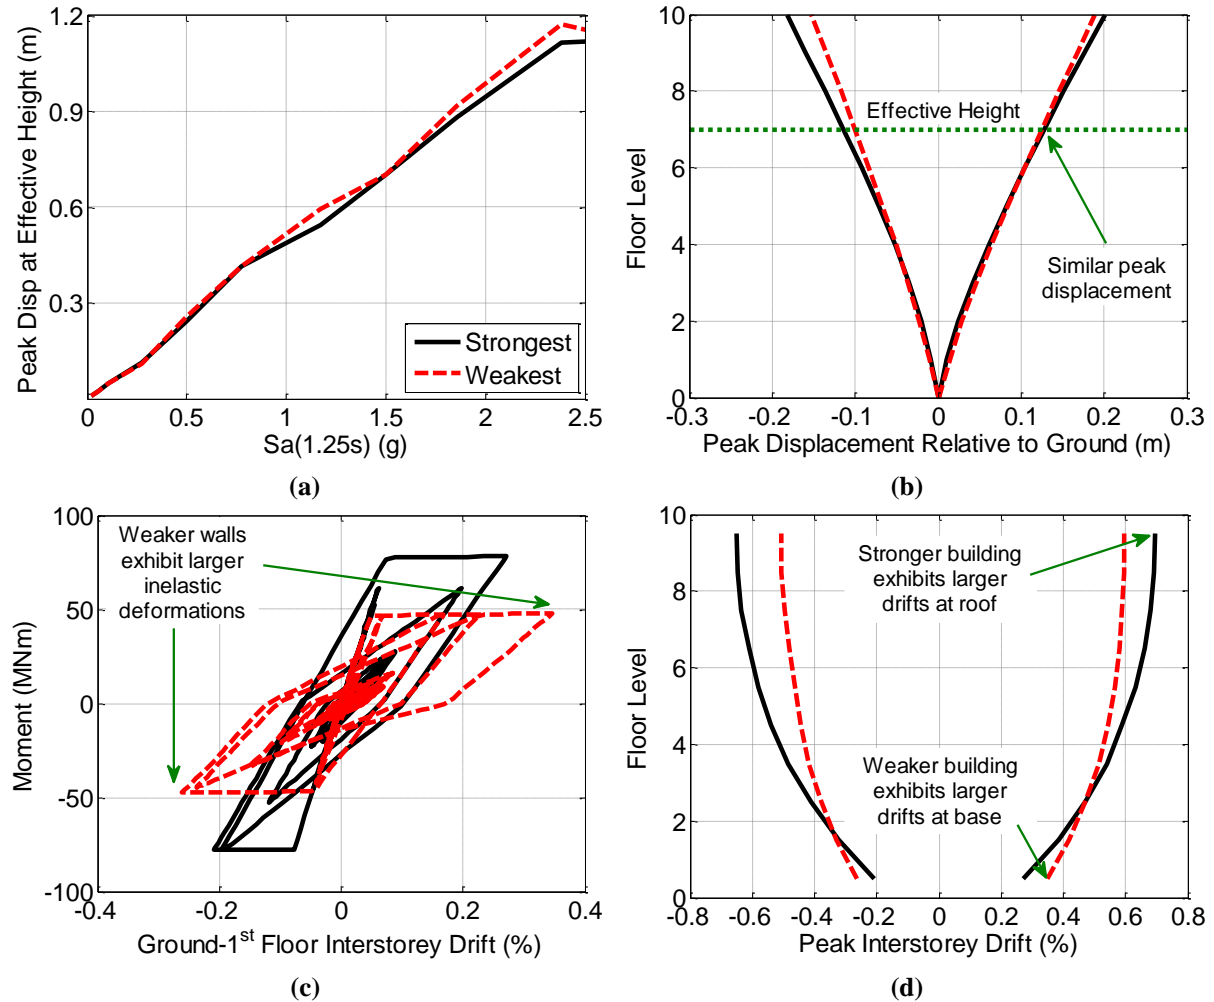 1.2
0.9
0.6
0.3
Peak Disp at Effective Height (m)
Strongest
Weakest
0 0.5 1 1.5 2 2.5
Sa(1.25s) (g)
(a)
10
8
6
4
2
0
Floor Level
Effective Height
Similar peak
displacement
-0.3 -0.2 -0.1 0 0.1 0.2 0.3
Peak Displacement Relative to Ground (m)
(b)
100
50
0
-50
-100
Moment (MNm)
Weaker walls
exhibit larger
inelastic
deformations
-0.4 -0.2 0 0.2 0.4
Ground-1st Floor Interstorey Drift (%)
(c)
10
8
6
4
2
0
Floor Level
Stronger building
exhibits larger
drifts at roof
Weaker building
exhibits larger
drifts at base
-0.8 -0.6 -0.4 -0.2 0 0.2 0.4 0.6 0.8
Peak Interstorey Drift (%)
(d)